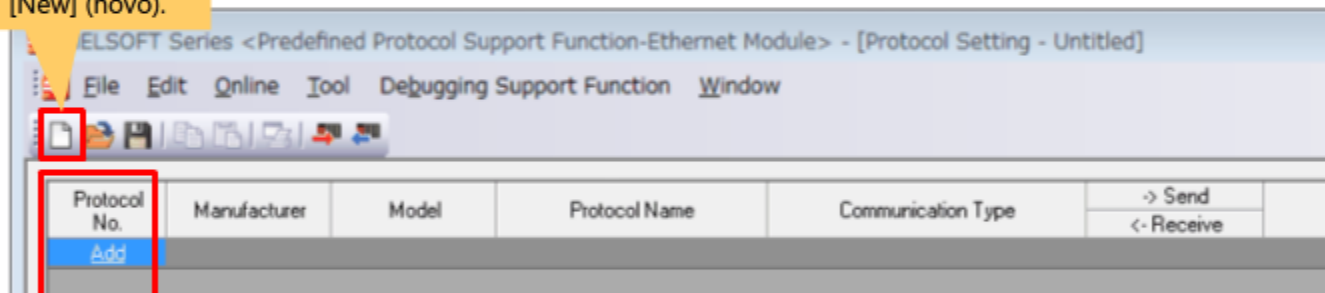 [New] (novo).
ELSOFT Series <Predefined Protocol Support Function-Ethernet Module> - [Protocol Setting - Untitled]
File Edit Online Tool Debugging Support Function Window
Protocol No. Manufacturer Model Protocol Name Communication Type -> Send
<- Receive
Add